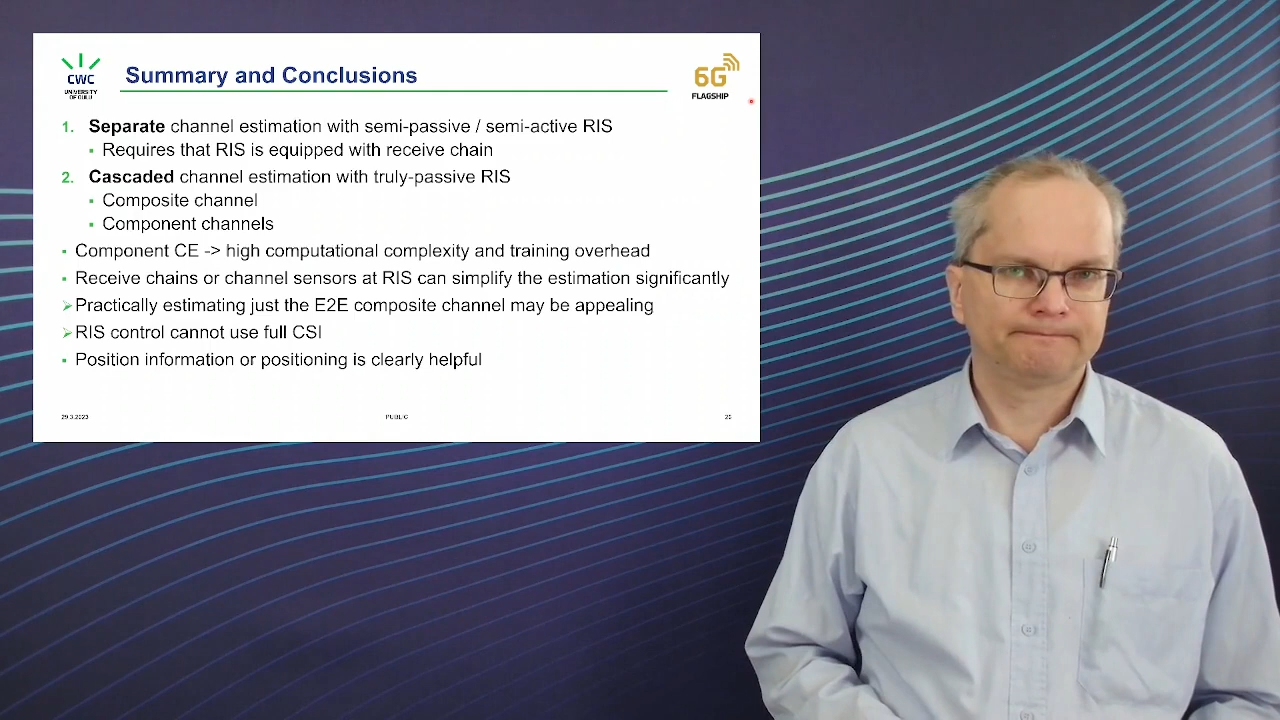 CWC
UNIVERSITY
OF OULU
Summary and Conclusions
6G
FLAGSHIP
1. Separate channel estimation with semi-passive / semi-active RIS
▪ Requires that RIS is equipped with receive chain
2. Cascaded channel estimation with truly-passive RIS
▪ Composite channel
▪ Component channels
▪ Component CE -> high computational complexity and training overhead
▪ Receive chains or channel sensors at RIS can simplify the estimation significantly
➢Practically estimating just the E2E composite channel may be appealing
➢RIS control cannot use full CSI
▪ Position information or positioning is clearly helpful
29.3.2023
PUBLIC